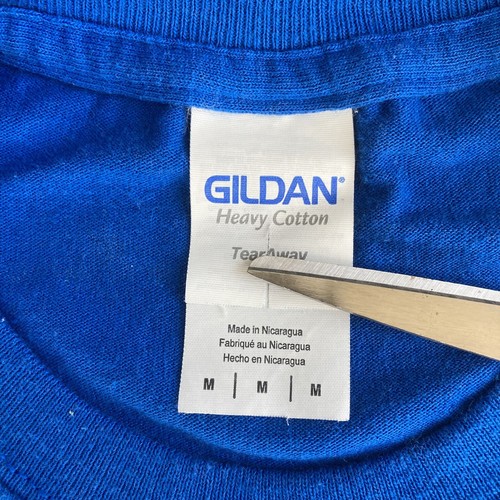 GILDAN®
Heavy Cotton
TearAway
Made in Nicaragua
Fabriqué au Nicaragua
Hecho en Nicaragua
M | M | M